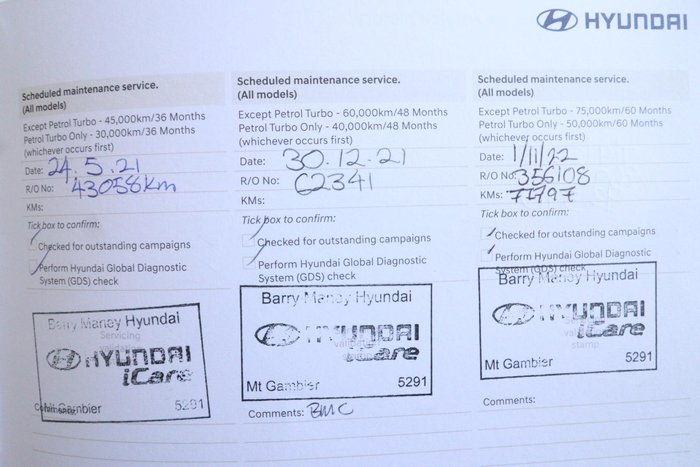 HYUNDAI
Scheduled maintenance service.
(All models)
Except Petrol Turbo - 45,000km/36 Months
Petrol Turbo Only - 30,000km/36 Months
(whichever occurs first)
Date: 24.5.21
R/O No: 43058km
KMs:
Tick box to confirm:
Checked for outstanding campaigns
Perform Hyundai Global Diagnostic
System (GDS) check
Barry Maney Hyundai
Servicing
HYUNDAI
iCare
Mt Gambier 5291
Scheduled maintenance service.
(All models)
Except Petrol Turbo - 60,000km/48 Months
Petrol Turbo Only - 40,000km/48 Months
(whichever occurs first)
Date: 30.12.21
R/O No: 62341
KMs:
Tick box to confirm:
Checked for outstanding campaigns
Perform Hyundai Global Diagnostic
System (GDS) check
Barry Maney Hyundai
HYUNDAI
iCare
Mt Gambier 5291
Comments: BMC
Scheduled maintenance service.
(All models)
Except Petrol Turbo - 75,000km/60 Months
Petrol Turbo Only - 50,000km/60 Months
(whichever occurs first)
Date: 1/11/22
R/O No: 356108
KMs:
Tick box to confirm:
Checked for outstanding campaigns
Perform Hyundai Global Diagnostic
System (GDS) check
Barry Maney Hyundai
HYUNDAI
iCare
stamp
Mt Gambier 5291
Comments: